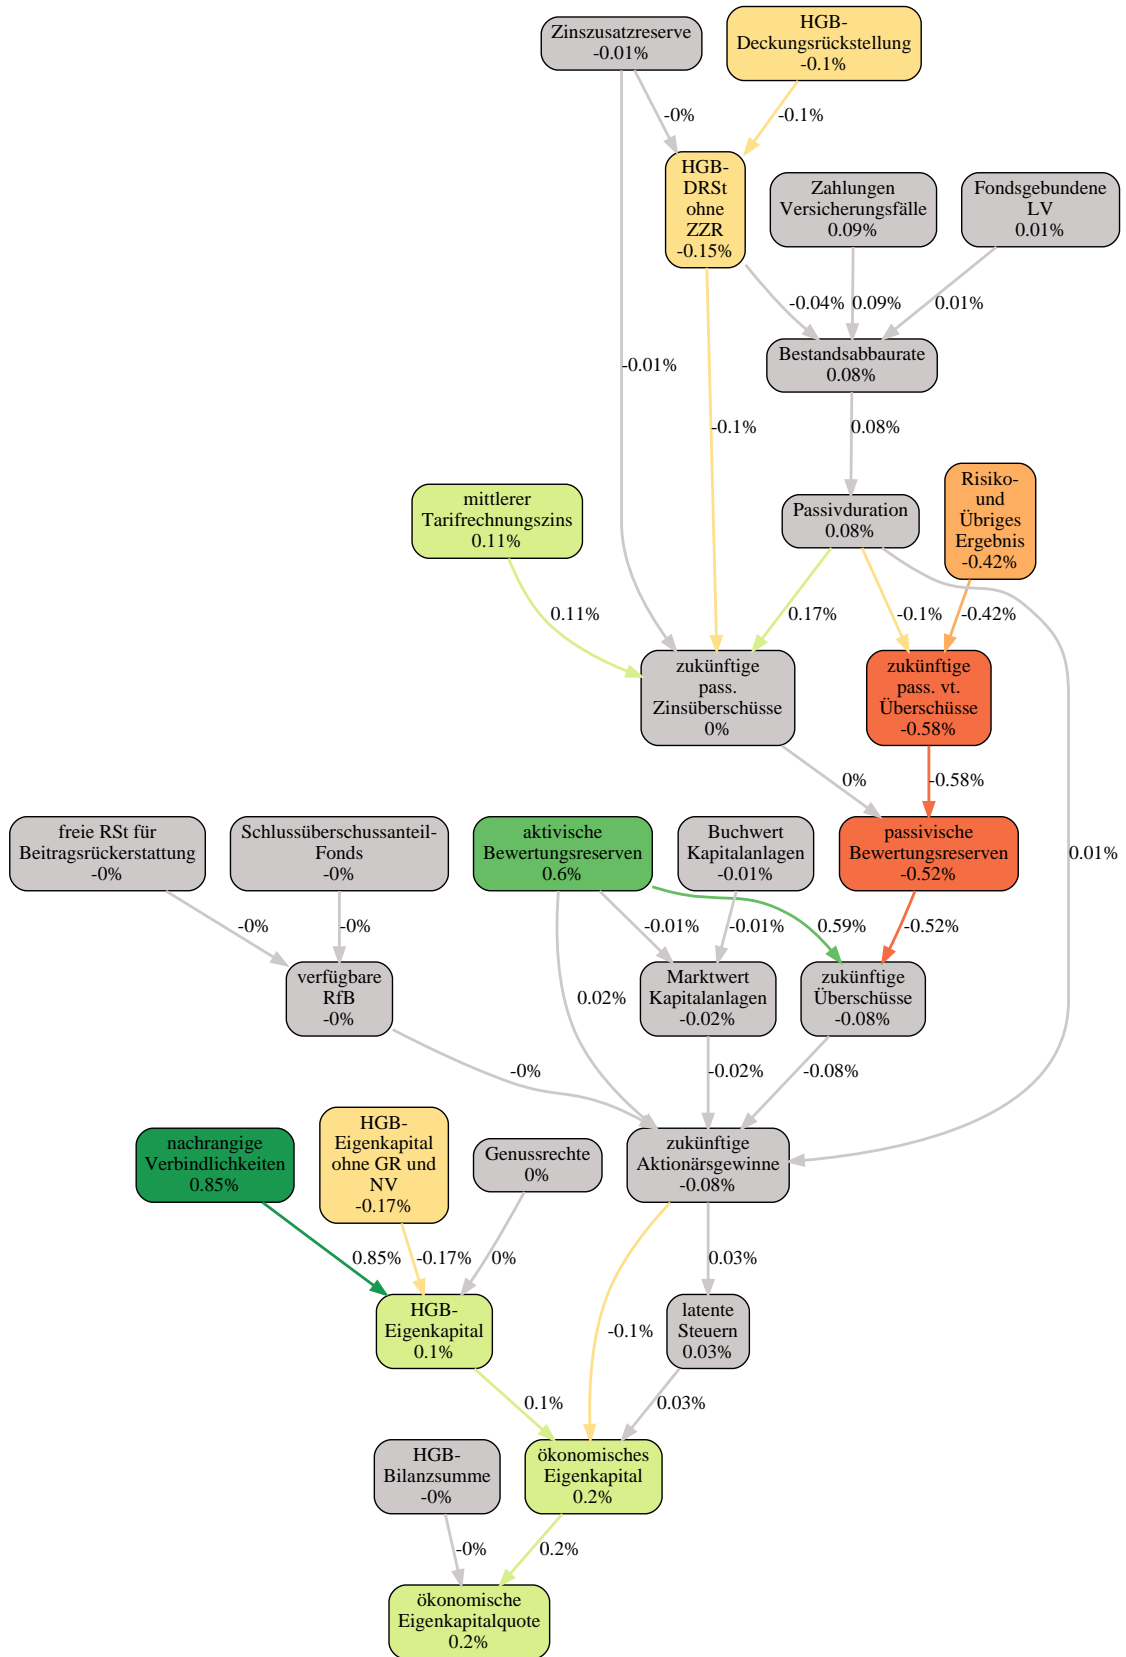 Zinszusatzreserve
-0.01%
HGB-
Deckungsrückstellung
-0.1%
-0%
-0.1%
HGB-
DRSt
ohne
ZZR
-0.15%
Zahlungen
Versicherungsfälle
0.09%
Fondsgebundene
LV
0.01%
-0.04%
0.09%
0.01%
Bestandsabbaurate
0.08%
-0.01%
-0.1%
0.08%
mittlerer
Tarifrechnungszins
0.11%
Passivduration
0.08%
Risiko-
und
Übriges
Ergebnis
-0.42%
0.11%
0.17%
-0.1%
-0.42%
zukünftige
pass.
Zinsüberschüsse
0%
zukünftige
pass. vt.
Überschüsse
-0.58%
0%
-0.58%
freie RSt für
Beitragsrückerstattung
-0%
Schlussüberschussanteil-
Fonds
-0%
aktivische
Bewertungsreserven
0.6%
Buchwert
Kapitalanlagen
-0.01%
passivische
Bewertungsreserven
-0.52%
0.01%
-0%
-0%
-0.01%
-0.01%
0.59%
-0.52%
verfügbare
RfB
-0%
0.02%
Marktwert
Kapitalanlagen
-0.02%
zukünftige
Überschüsse
-0.08%
-0%
-0.02%
-0.08%
nachrangige
Verbindlichkeiten
0.85%
HGB-
Eigenkapital
ohne GR und
NV
-0.17%
Genussrechte
0%
zukünftige
Aktionärsgewinne
-0.08%
0.85%
-0.17%
0%
0.03%
HGB-
Eigenkapital
0.1%
-0.1%
latente
Steuern
0.03%
0.1%
0.03%
HGB-
Bilanzsumme
-0%
ökonomisches
Eigenkapital
0.2%
-0%
0.2%
ökonomische
Eigenkapitalquote
0.2%